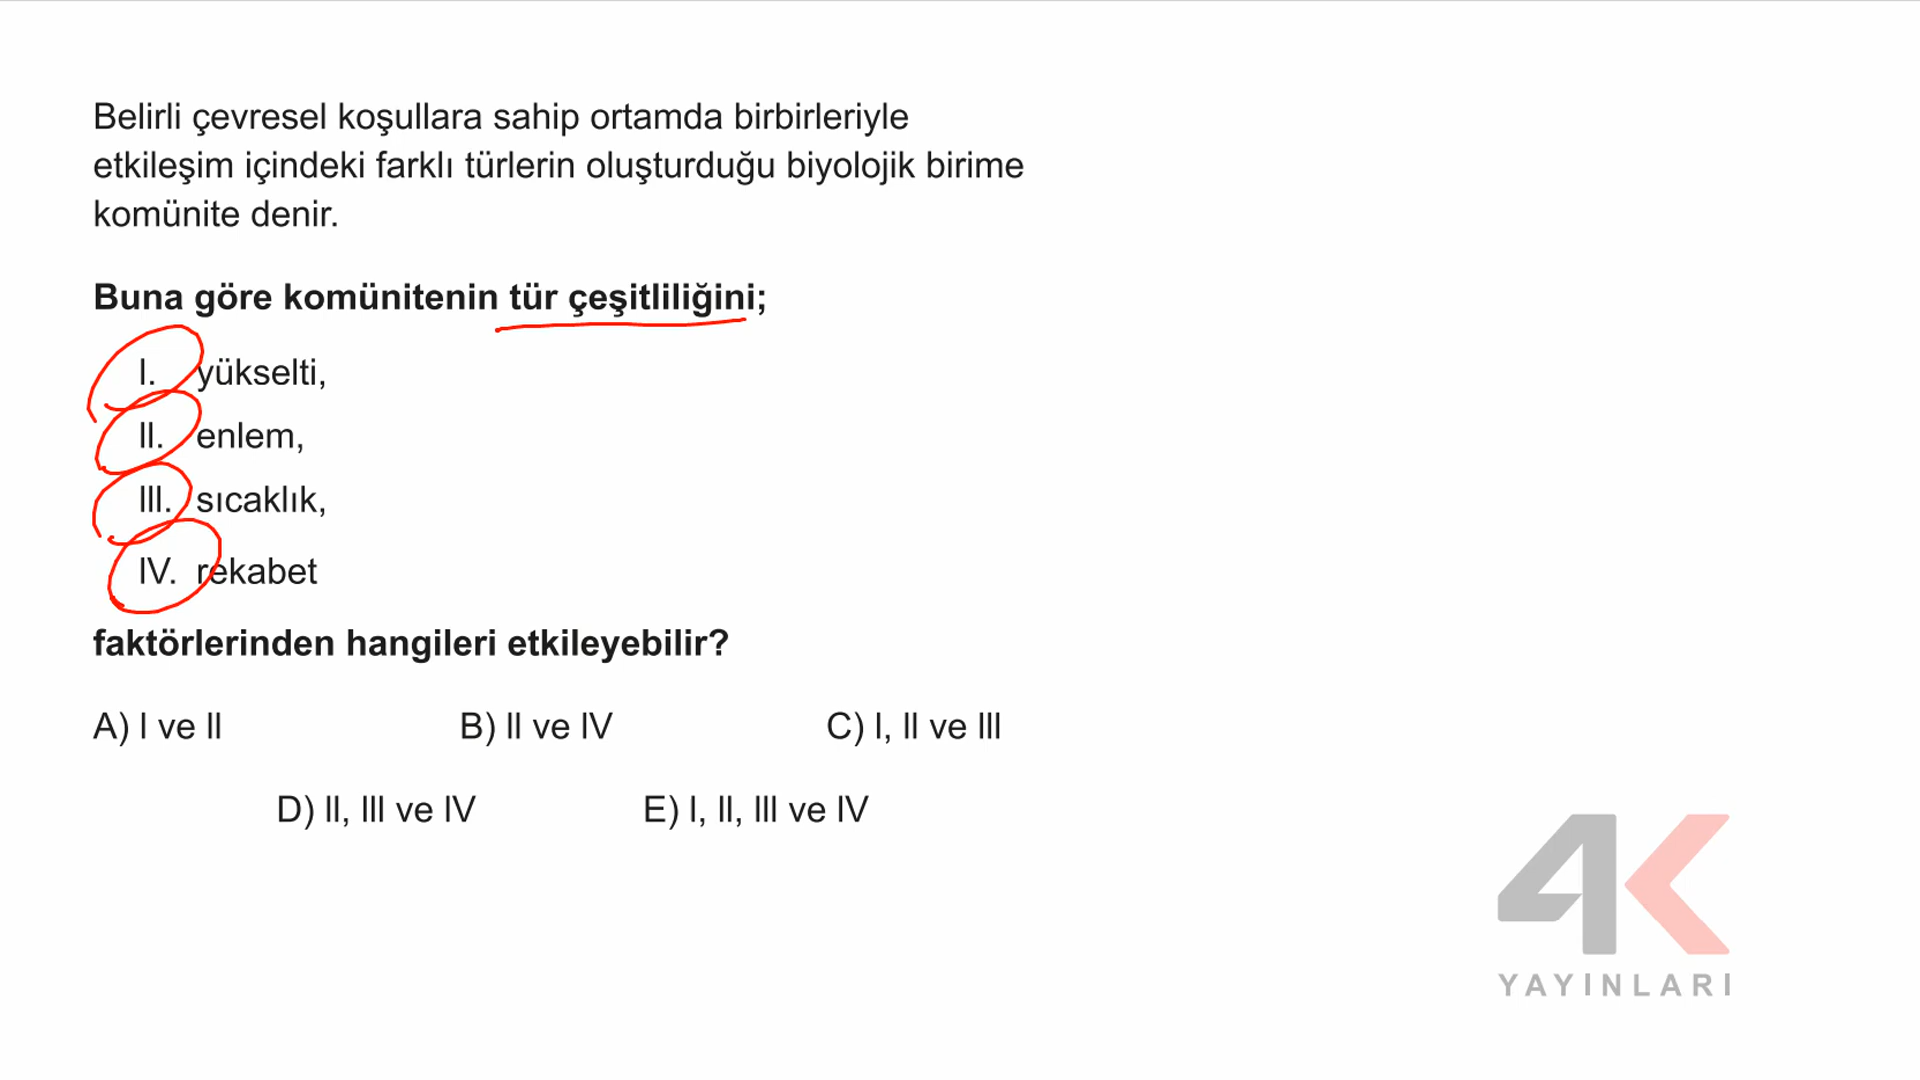 Belirli çevresel koşullara sahip ortamda birbirleriyle
etkileşim içindeki farklı türlerin oluşturduğu biyolojik birime
komünite denir.
Buna göre komünitenin tür çeşitliliğini;
I. yükselti,
II. enlem,
III. sıcaklık,
IV. rekabet
faktörlerinden hangileri etkileyebilir?
A) I ve II B) II ve IV C) I, II ve III
D) II, III ve IV E) I, II, III ve IV
4K
YAYINLARI